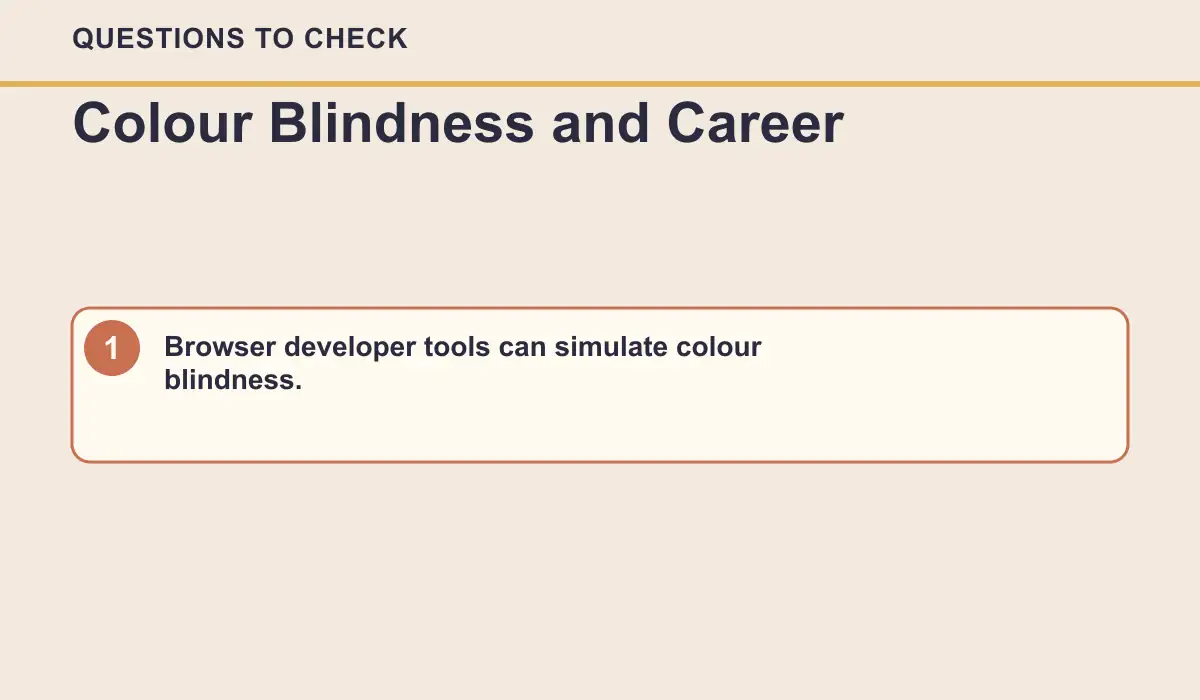 QUESTIONS TO CHECK
Colour Blindness and Career
1
Browser developer tools can simulate colour
blindness.